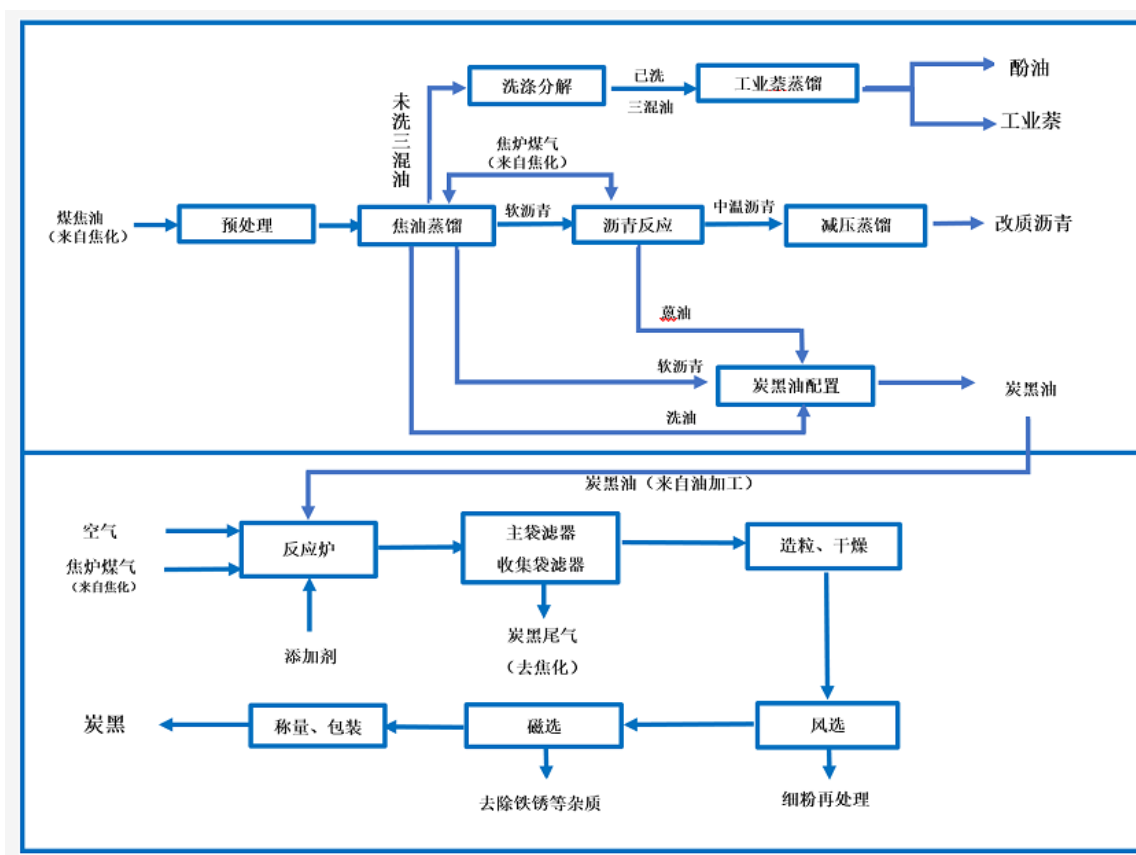 洗涤分解
已洗
三混油
工业萘蒸馏
酚油
工业萘
未洗三混油
焦炉煤气
（来自焦化）
煤焦油
（来自焦化）
预处理
焦油蒸馏
软沥青
沥青反应
中温沥青
减压蒸馏
改质沥青
蒽油
软沥青
炭黑油配置
炭黑油
洗油
炭黑油（来自油加工）
空气
焦炉煤气
（来自焦化）
反应炉
添加剂
主袋滤器
收集袋滤器
造粒、干燥
炭黑尾气
（去焦化）
炭黑
称量、包装
磁选
风选
去除铁锈等杂质
细粉再处理